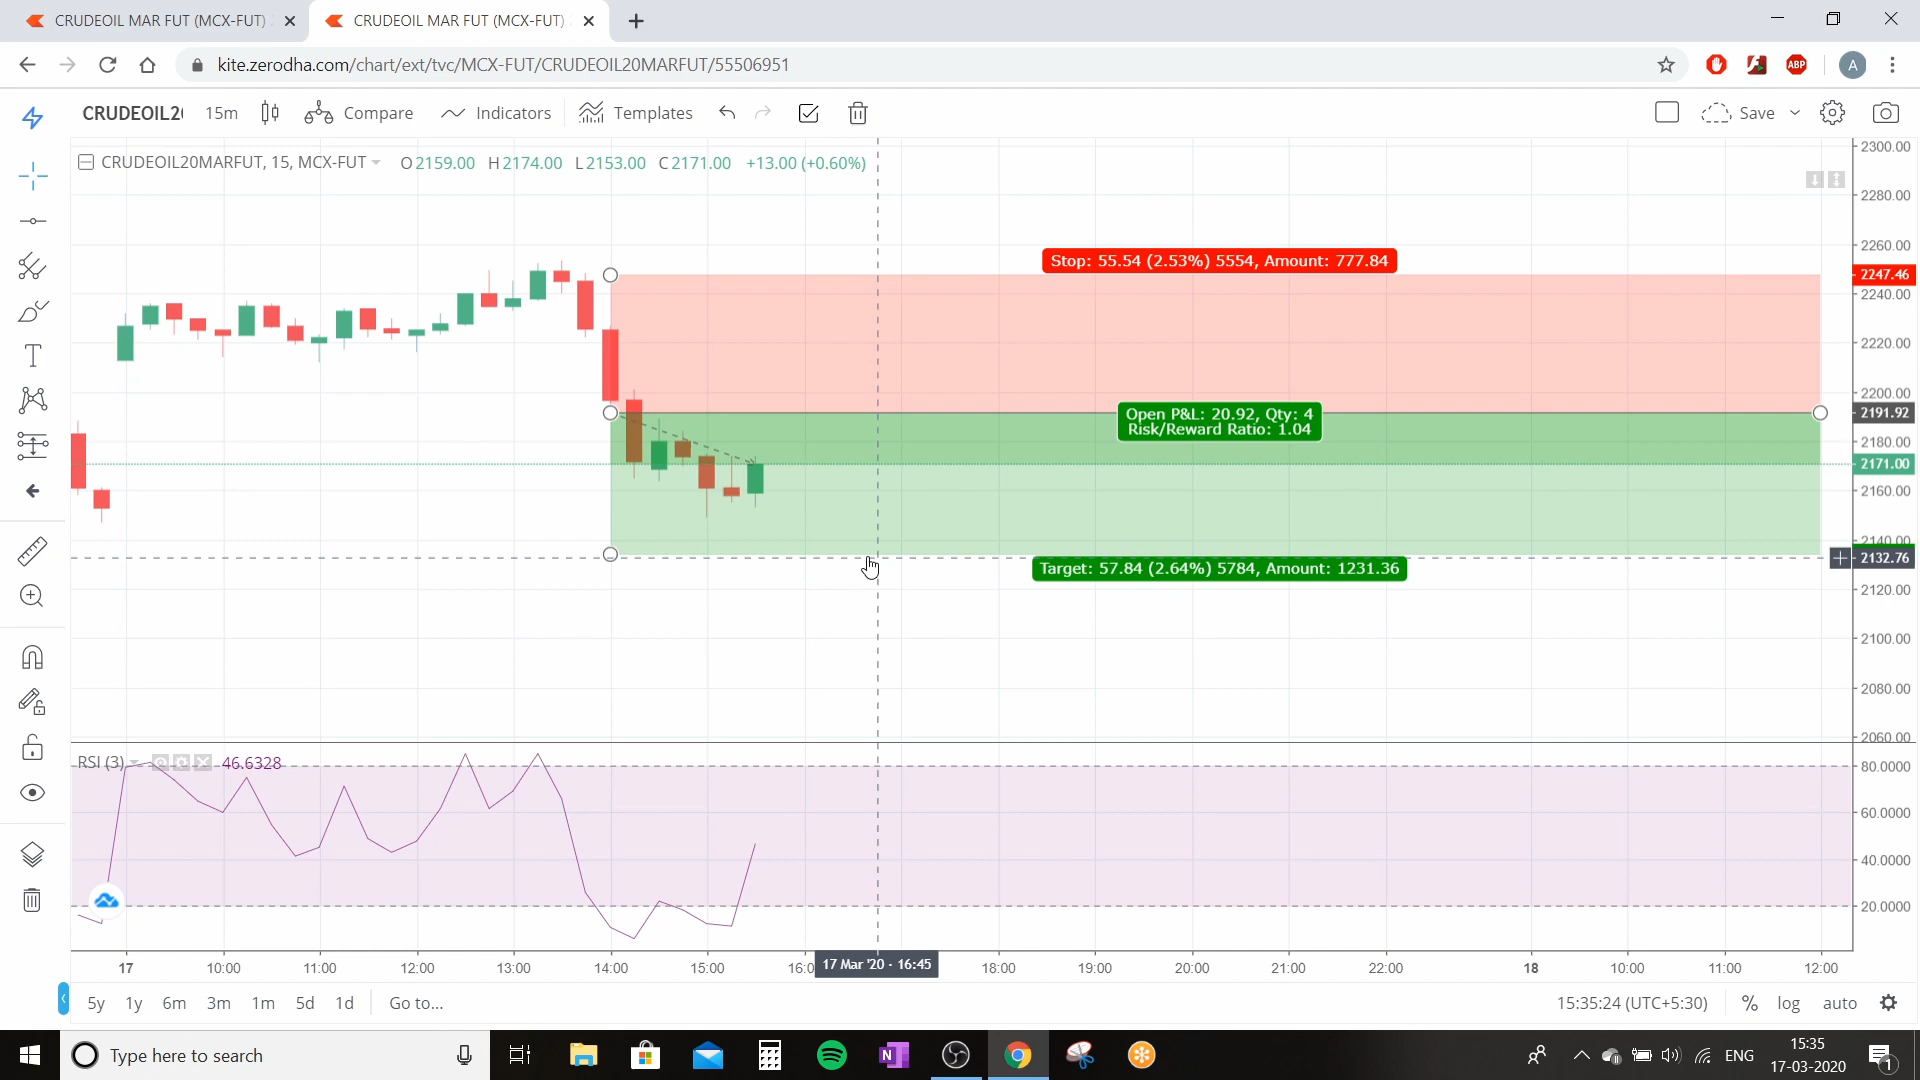 CRUDEOIL MAR FUT (MCX-FUT)
CRUDEOIL MAR FUT (MCX-FUT)
kite.zerodha.com/chart/ext/tvc/MCX-FUT/CRUDEOIL20MARFUT/55506951
ABP
A
CRUDEOIL2
15m
Compare
Indicators
Templates
Save
CRUDEOIL20MARFUT, 15, MCX-FUT
O2159.00 H2174.00 L2153.00 C2171.00 +13.00 (+0.60%)
2300.00
2280.00
2260.00
Stop: 55.54 (2.53%) 5554, Amount: 777.84
2247.46
2240.00
2220.00
2200.00
Open P&L: 20.92, Qty: 4
Risk/Reward Ratio: 1.04
2191.92
2180.00
2171.00
2160.00
2140.00
2132.76
Target: 57.84 (2.64%) 5784, Amount: 1231.36
2120.00
2100.00
2080.00
2060.00
RSI (3)
46.6328
80.0000
60.0000
40.0000
20.0000
17 10:00 11:00 12:00 13:00 14:00 15:00 16:0 17 Mar '20 - 16:45 18:00 19:00 20:00 21:00 22:00 18 10:00 11:00 12:00
5y 1y 6m 3m 1m 5d 1d Go to...
15:35:24 (UTC+5:30) % log auto
Type here to search
N
ENG
15:35
17-03-2020
1